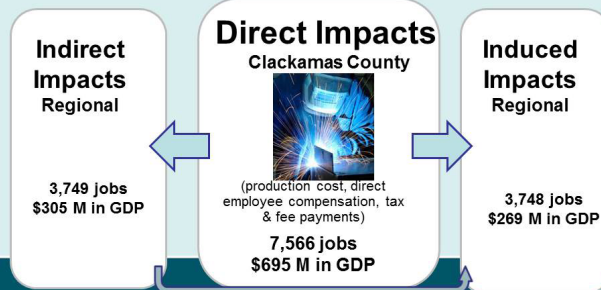 Indirect
Impacts
Regional
3,749 jobs
$305 M in GDP
Direct Impacts
Clackamas County
(production cost, direct
employee compensation, tax
& fee payments)
7,566 jobs
$695 M in GDP
Induced
Impacts
Regional
3,748 jobs
$269 M in GDP